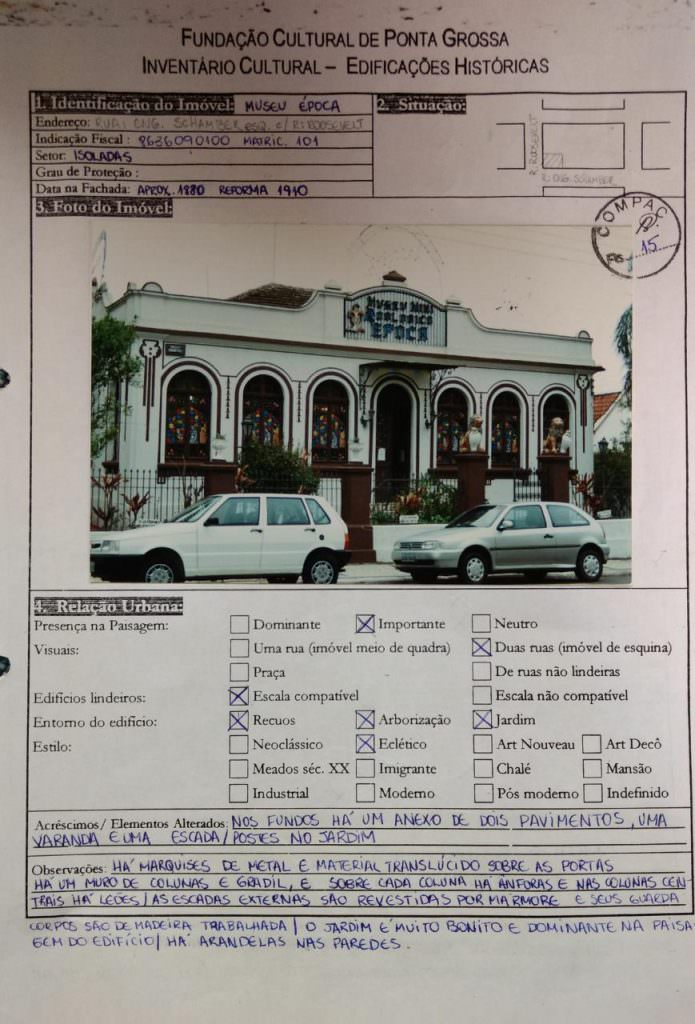 FUNDAÇÃO CULTURAL DE PONTA GROSSA
INVENTÁRIO CULTURAL – EDIFICAÇÕES HISTÓRICAS
1. Identificação do Imóvel: MUSEU ÉPOCA
Endereço: RUA: ENG. SCHAMBER esq. c/ R: ROOSEVELT
Indicação Fiscal : 8636090100 MATRIC. 101
Setor: ISOLADAS
Grau de Proteção :
Data na Fachada: APROX. 1880 REFORMA 1910
2. Situação:
R. ROOSEVELT
R. ENG. SCHAMBER
3. Foto do Imóvel:
COMPAC
Fls. 15
MUSEU MINI
ZOOLOGICO
EPOCA
4. Relação Urbana:
Presença na Paisagem: Dominante Importante Neutro
Visuais: Uma rua (imóvel meio de quadra) Duas ruas (imóvel de esquina)
Praça De ruas não lindeiras
Edifícios lindeiros: Escala compatível Escala não compatível
Entorno do edifício: Recuos Arborização Jardim
Estilo: Neoclássico Eclético Art Nouveau Art Decô
Meados séc. XX Imigrante Chalé Mansão
Industrial Moderno Pós moderno Indefinido
Acréscimos/ Elementos Alterados: NOS FUNDOS HÁ UM ANEXO DE DOIS PAVIMENTOS, UMA
VARANDA E UMA ESCADA/POSTES NO JARDIM
Observações: HÁ MARQUISES DE METAL E MATERIAL TRANSLÚCIDO SOBRE AS PORTAS
HÁ UM MURO DE COLUNAS E GRADIL, E SOBRE CADA COLUNA HÁ ÂNFORAS E NAS COLUNAS CEN-
TRAIS HÁ LEÕES/AS ESCADAS EXTERNAS SÃO REVESTIDAS POR MARMORE E SEUS GUARDA
CORPOS SÃO DE MADEIRA TRABALHADA/ O JARDIM É MUITO BONITO E DOMINANTE NA PAISA-
GEM DO EDIFÍCIO/ HÁ ARANDELAS NAS PAREDES.